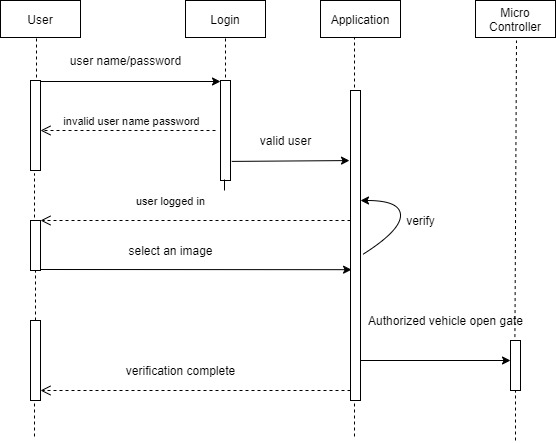 User
Login
Application
Micro
Controller
user name/password
invalid user name password
valid user
user logged in
verify
select an image
Authorized vehicle open gate
verification complete